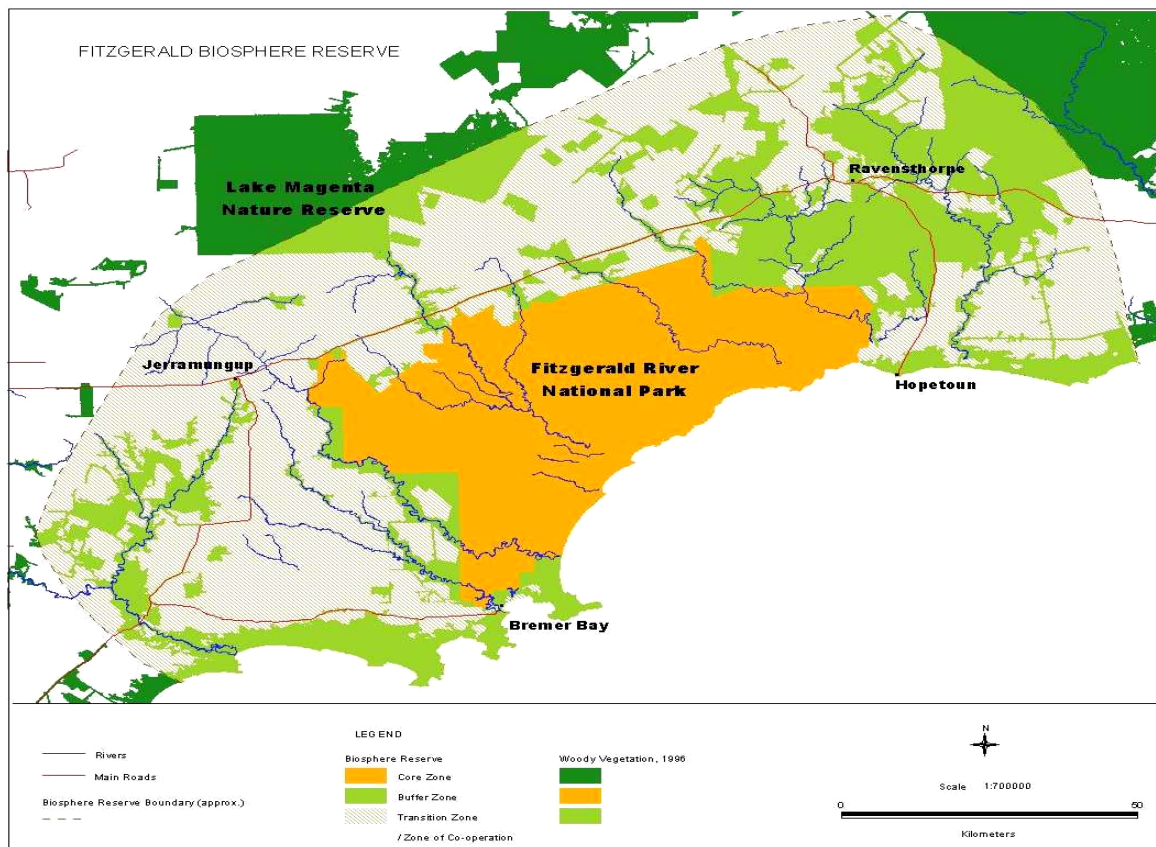 FITZGERALD BIOSPHERE RESERVE
Ravensthorpe
Lake Magenta
Nature Reserve
Jerramungup
Fitzgerald River
National Park
Hopetoun
Bremer Bay
LEGEND
Rivers
Main Roads
Biosphere Reserve Boundary (approx.)
Biosphere Reserve
Core Zone
Buffer Zone
Transition Zone
/ Zone of Co-operation
Woody Vegetation, 1996
N
Scale 1:700000
0 50
Kilometers